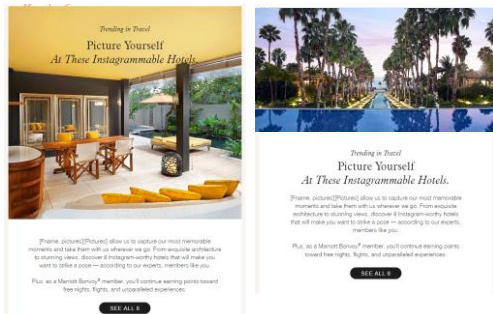 Trending in Travel
Picture Yourself
At These Instagrammable Hotels.
[Fname, pictures][Pictures] allow us to capture our most memorable
moments and take them with us wherever we go. From exquisite architecture
to stunning views, discover 8 Instagram-worthy hotels that will make you
want to strike a pose — according to our experts, members like you.
Plus, as a Marriott Bonvoy® member, you'll continue earning points toward
free nights, flights, and unparalleled experiences.
SEE ALL 8
Trending in Travel
Picture Yourself
At These Instagrammable Hotels.
[Fname, pictures][Pictures] allow us to capture our most memorable
moments and take them with us wherever we go. From exquisite
architecture to stunning views, discover 8 Instagram-worthy hotels
that will make you want to strike a pose — according to our experts,
members like you.
Plus, as a Marriott Bonvoy® member, you'll continue earning points
toward free nights, flights, and unparalleled experiences.
SEE ALL 8